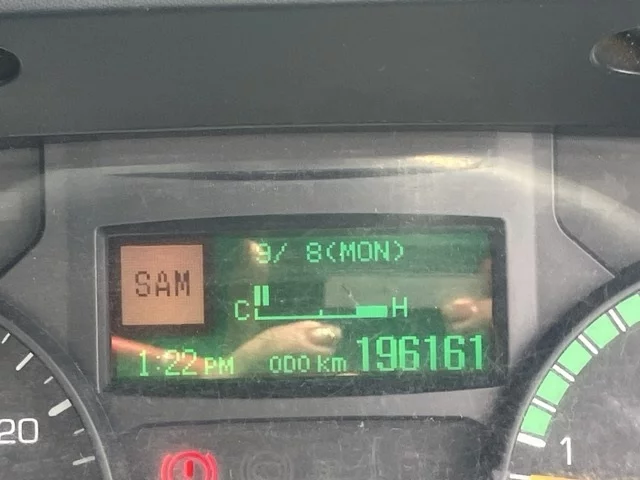 9/ 8(MON)
SAM
C H
1:22 PM ODO km 196161
20
1